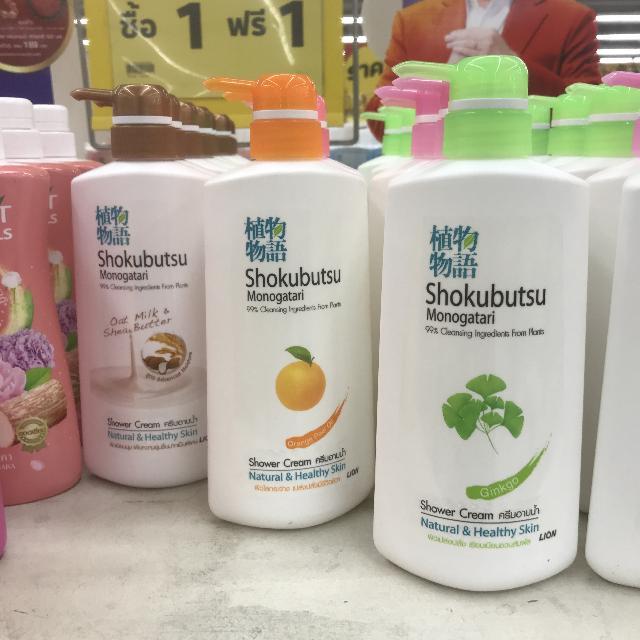 ซื้อ 1 ฟรี 1
植物
物語
Shokubutsu
Monogatari
99% Cleansing Ingredients From Plants
Oat Milk &
Shea Butter
Shower Cream ครีมอาบน้ำ
Natural & Healthy Skin
LION
植物
物語
Shokubutsu
Monogatari
99% Cleansing Ingredients From Plants
Orange Peel
Shower Cream ครีมอาบน้ำ
Natural & Healthy Skin
LION
植物
物語
Shokubutsu
Monogatari
99% Cleansing Ingredients From Plants
Ginkgo
Shower Cream ครีมอาบน้ำ
Natural & Healthy Skin
LION